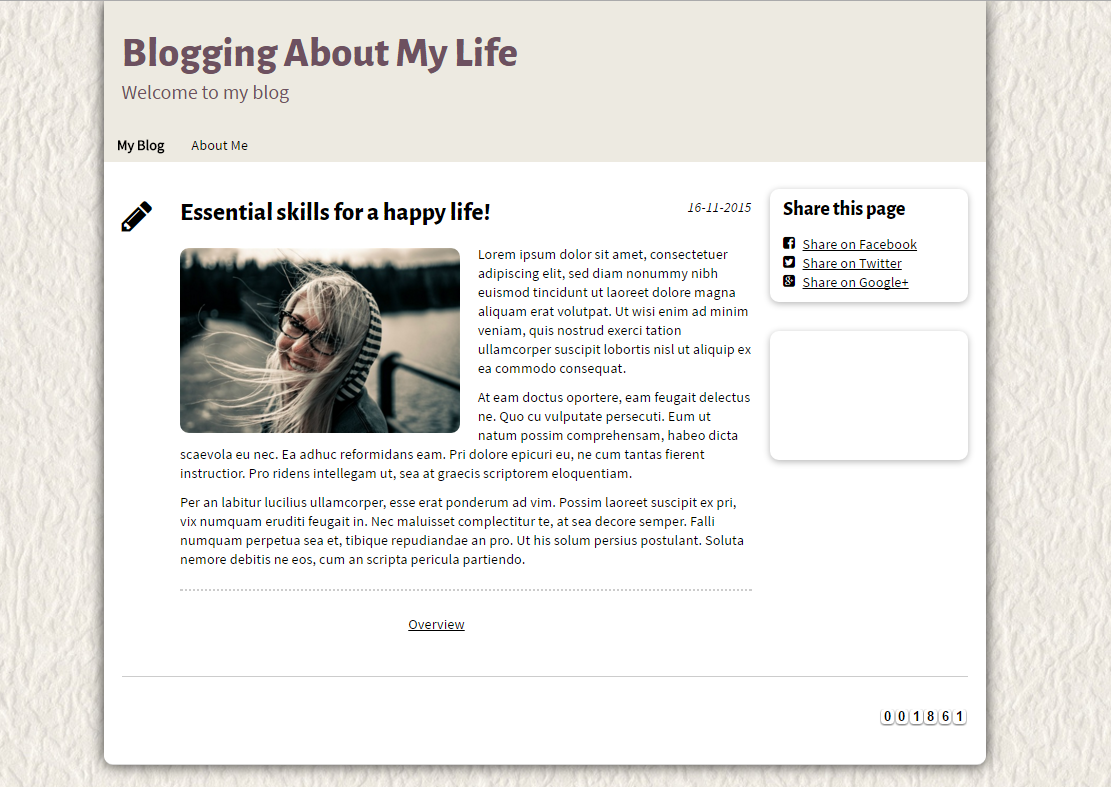 Blogging About My Life
Welcome to my blog
My Blog
About Me
Essential skills for a happy life!
16-11-2015
Lorem ipsum dolor sit amet, consectetuer
adipiscing elit, sed diam nonummy nibh
euismod tincidunt ut laoreet dolore magna
aliquam erat volutpat. Ut wisi enim ad minim
veniam, quis nostrud exerci tation
ullamcorper suscipit lobortis nisl ut aliquip ex
ea commodo consequat.
At eam doctus oportere, eam feugait delectus
ne. Quo cu vulputate persecuti. Eum ut
natum possim comprehensam, habeo dicta
scaevola eu nec. Ea adhuc reformidans eam. Pri dolore epicuri eu, ne cum tantas fierent
instructior. Pro ridens intellegam ut, sea at graecis scriptorem eloquentiam.
Per an labitur lucilius ullamcorper, esse erat ponderum ad vim. Possim laoreet suscipit ex pri,
vix numquam eruditi feugait in. Nec maluisset complectitur te, at sea decore semper. Falli
numquam perpetua sea et, tibique repudiandae an pro. Ut his solum persius postulant. Soluta
nemore debitis ne eos, cum an scripta pericula partiendo.
Overview
Share this page
Share on Facebook
Share on Twitter
Share on Google+
001861